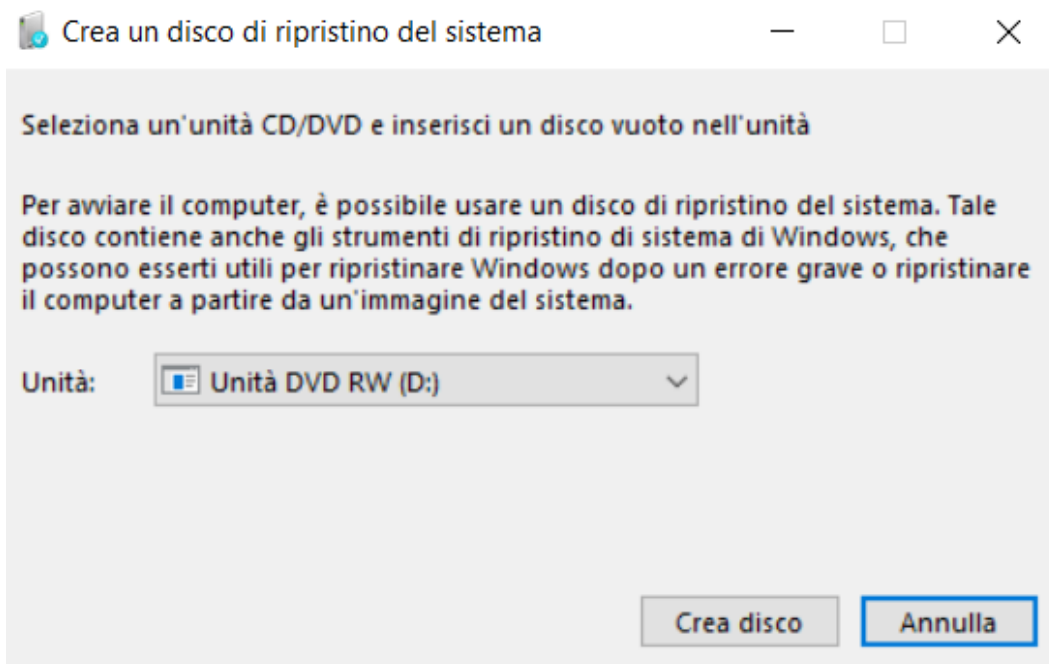 Crea un disco di ripristino del sistema
Seleziona un'unità CD/DVD e inserisci un disco vuoto nell'unità
Per avviare il computer, è possibile usare un disco di ripristino del sistema. Tale
disco contiene anche gli strumenti di ripristino di sistema di Windows, che
possono esserti utili per ripristinare Windows dopo un errore grave o ripristinare
il computer a partire da un'immagine del sistema.
Unità: Unità DVD RW (D:)
Crea disco Annulla